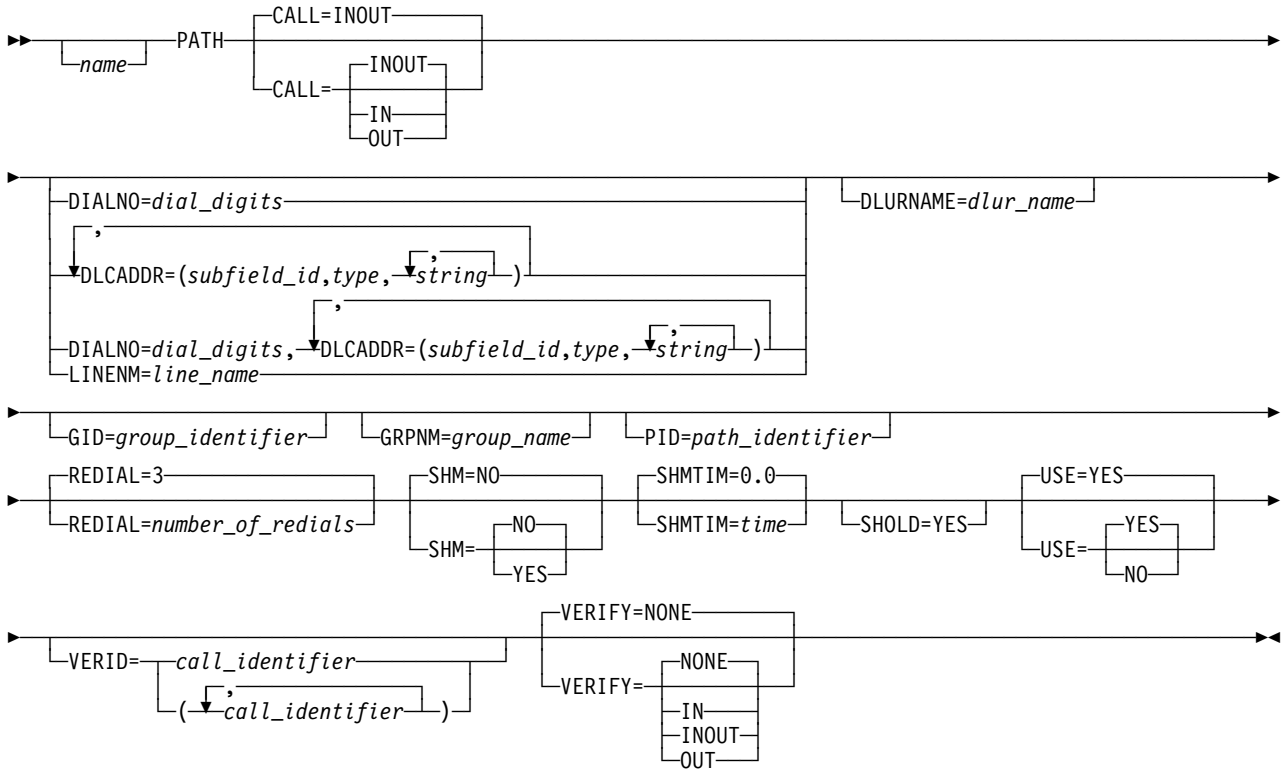 CALL=INOUT
name PATH
INOUT
CALL=
IN
OUT
DIALNO=dial_digits DLURNAME=dlur_name
,
,
DLCADDR=(subfield_id,type, string )
,
,
DIALNO=dial_digits, DLCADDR=(subfield_id,type, string )
LINENM=line_name
GID=group_identifier GRPNM=group_name PID=path_identifier
REDIAL=3 SHM=NO SHMTIM=0.0 USE=YES
REDIAL=number_of_redials SHMTIM=time SHOLD=YES
NO YES
SHM= USE=
YES NO
VERIFY=NONE
VERID= call_identifier
NONE
, VERIFY=
( call_identifier ) IN
INOUT
OUT